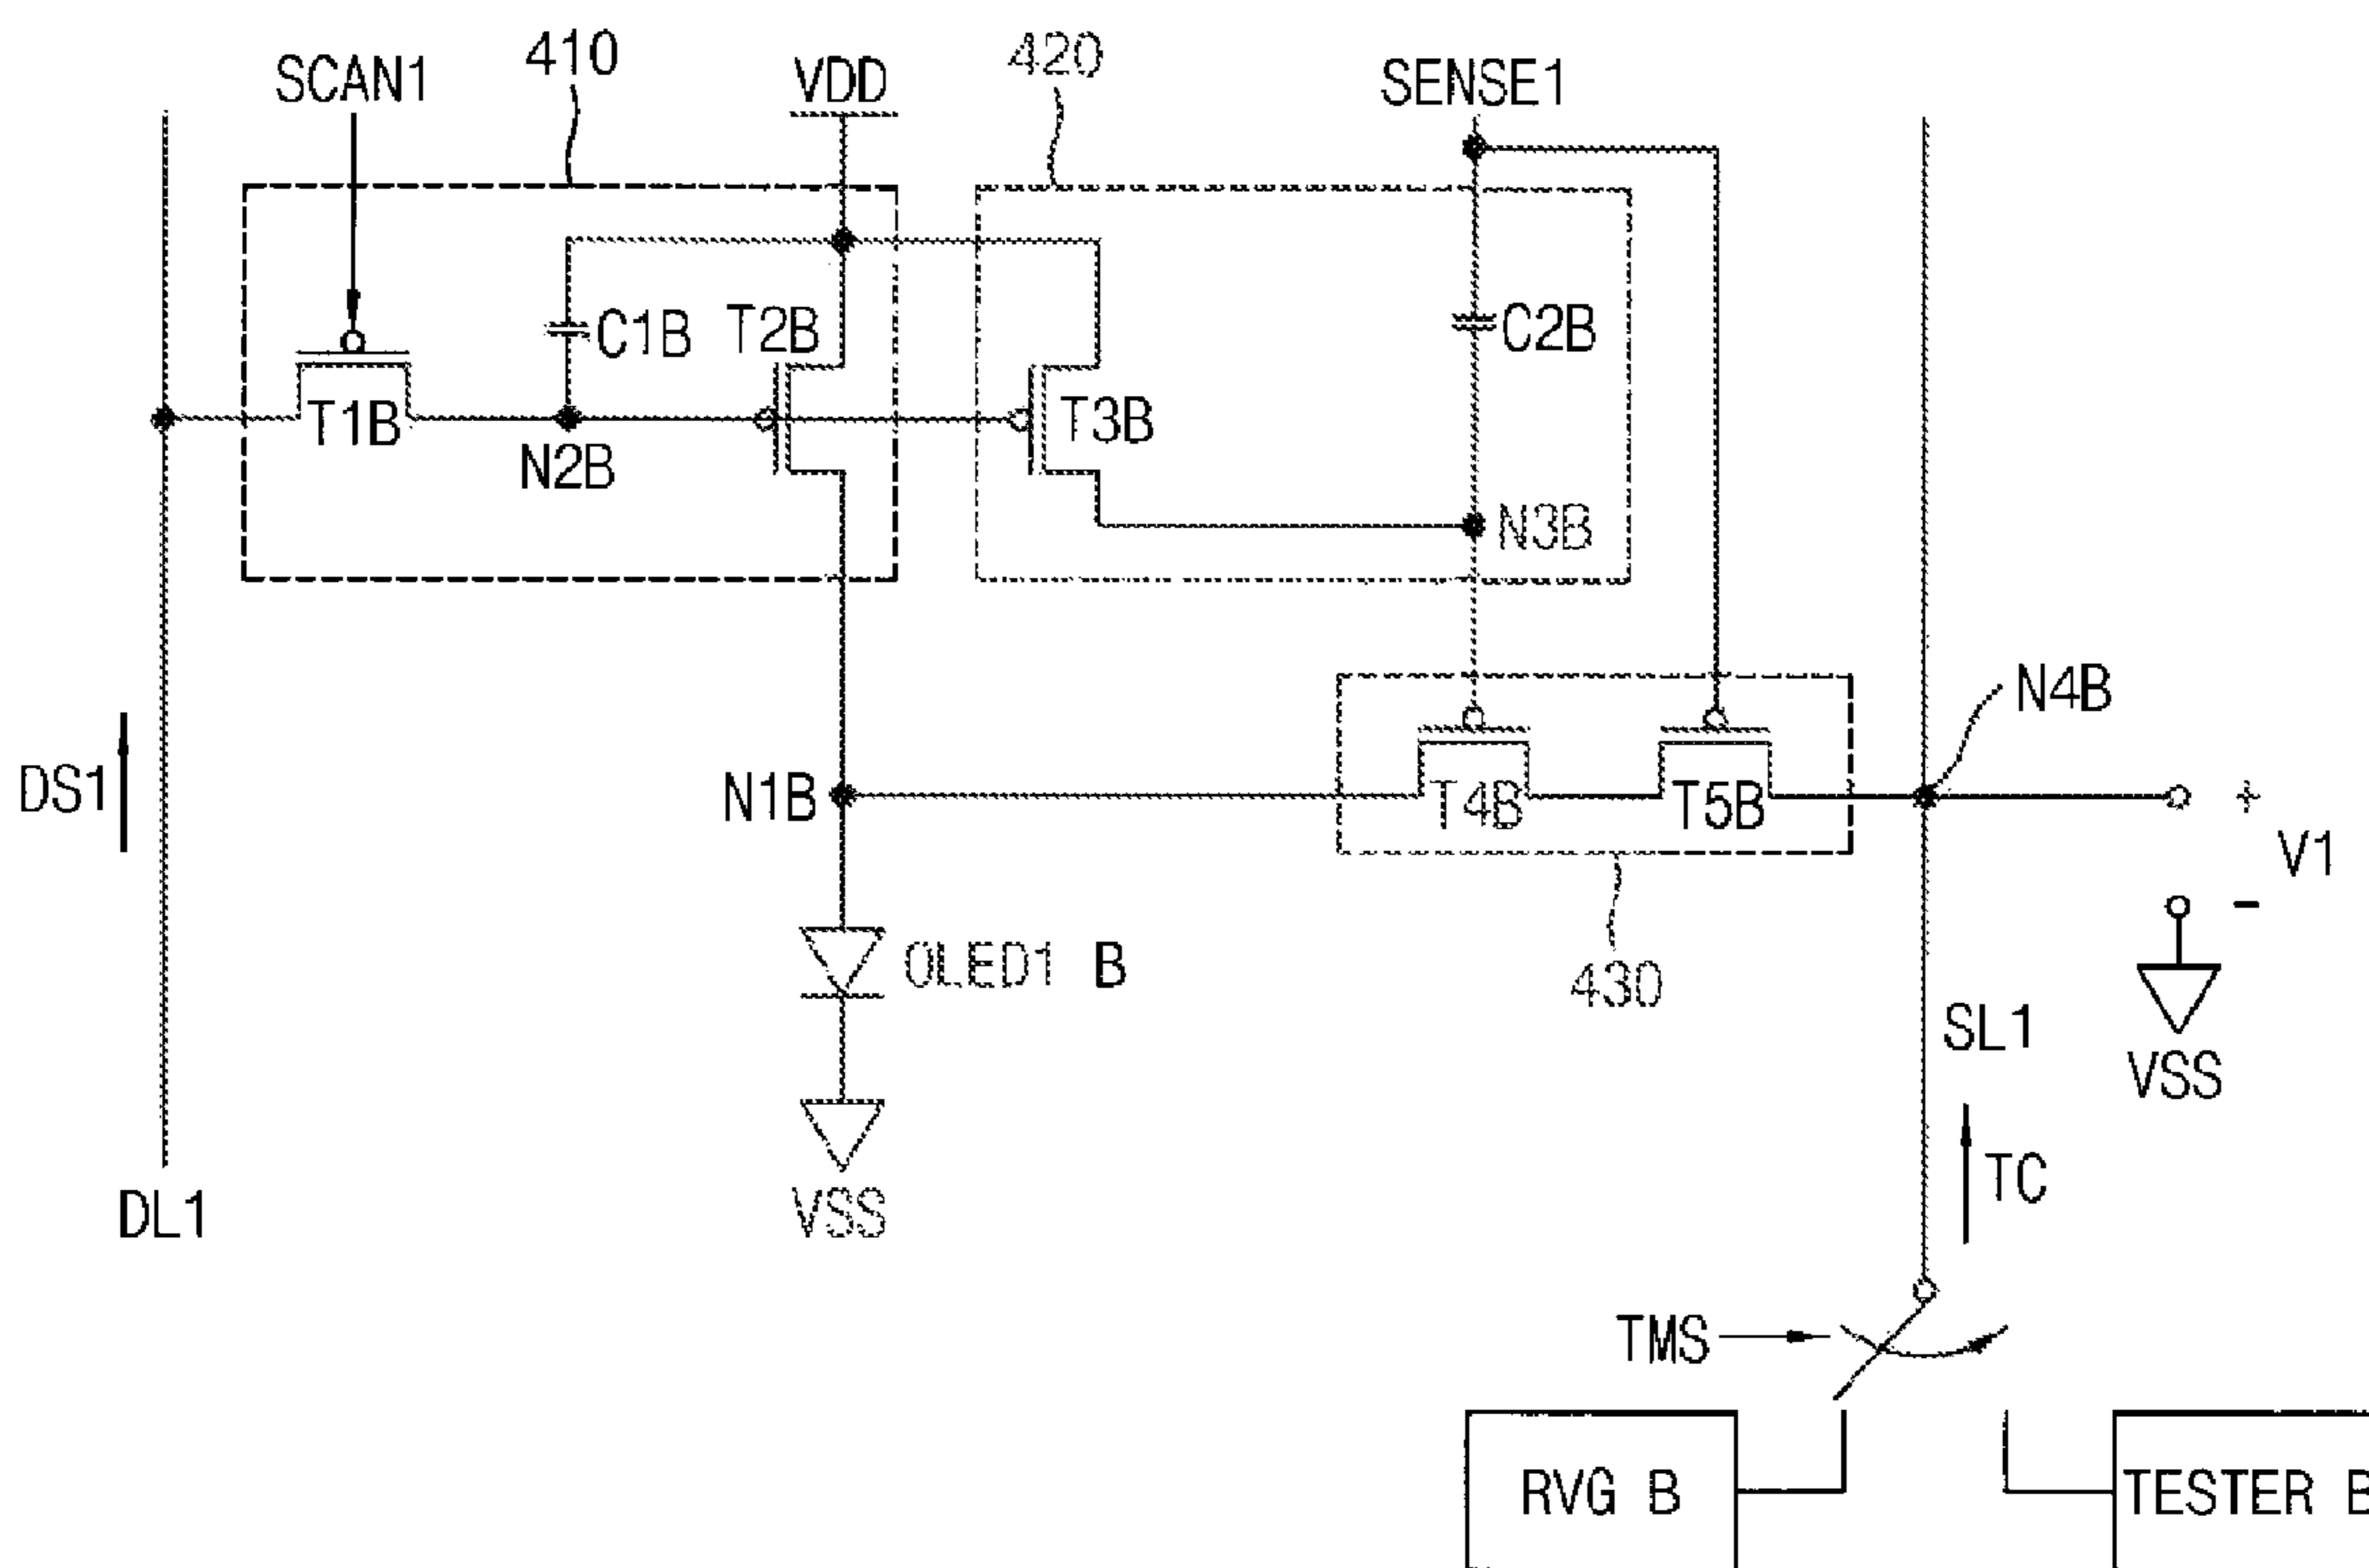 SCAN1
410
VDD
420
SENSE1
C1B
T2B
C2B
T1B
T3B
N2B
N3B
N4B
DS1
N1B
T4B
T5B
+
V1
-
OLED1 B
430
SL1
VSS
TC
DL1
VSS
TMS
RVG B
TESTER B